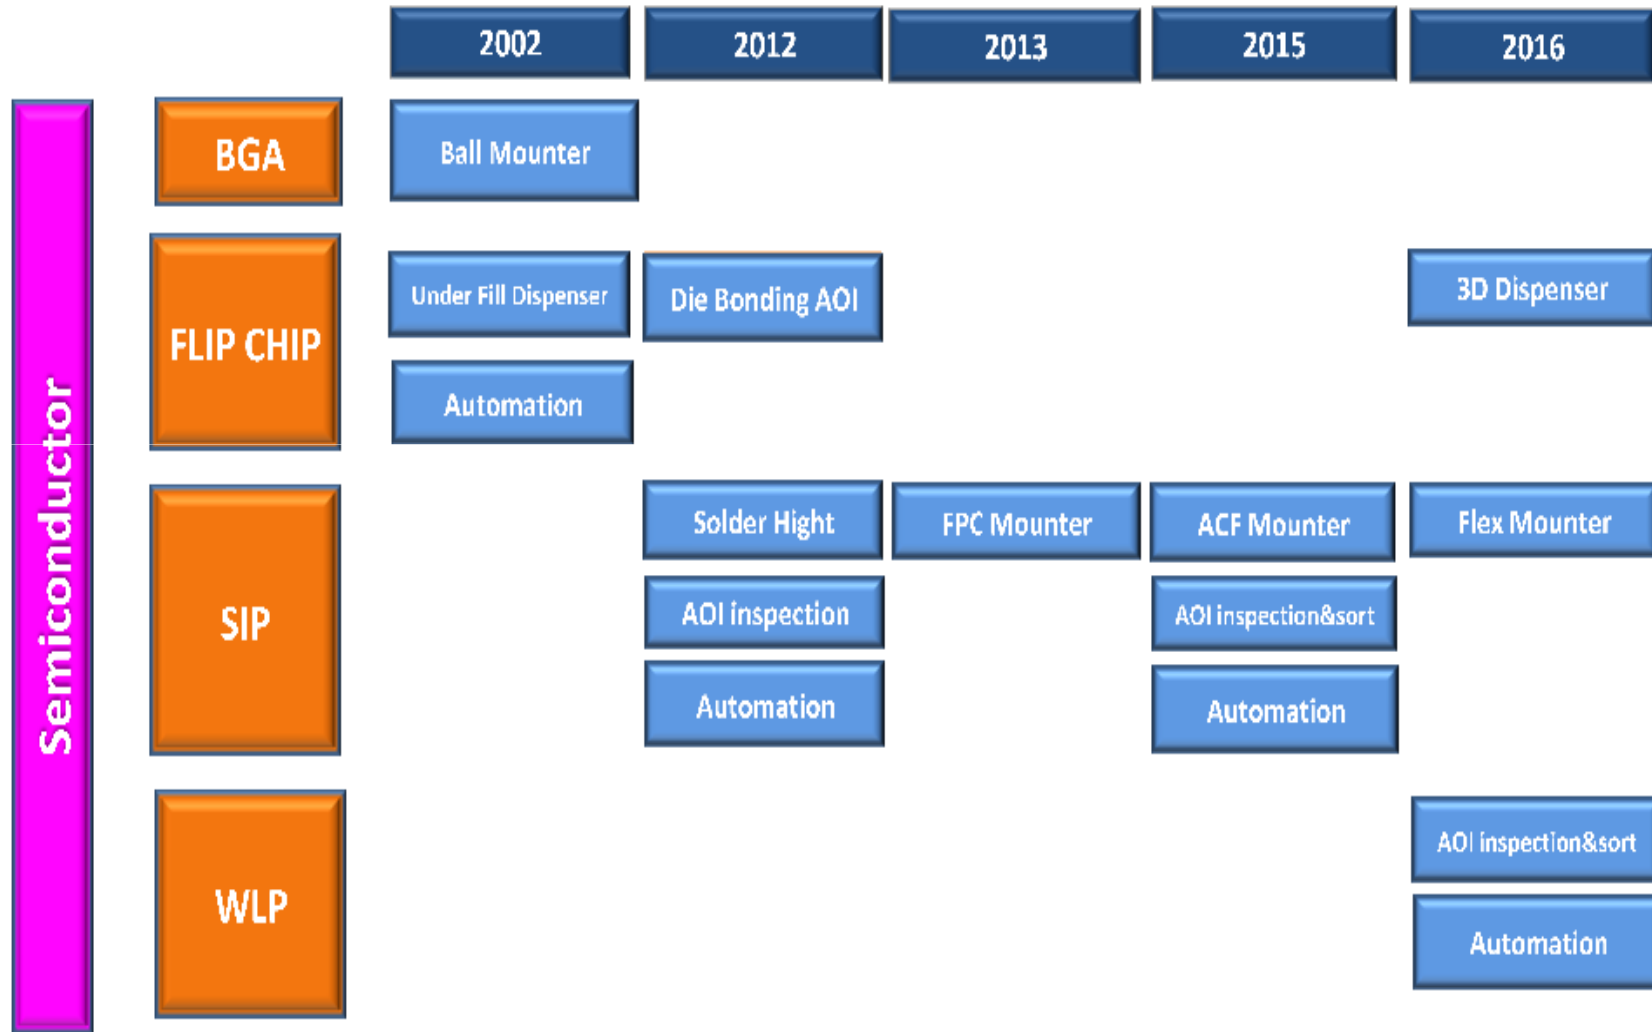 2002
2012
2013
2015
2016
Semiconductor
BGA
Ball Mounter
FLIP CHIP
Under Fill Dispenser
Die Bonding AOI
3D Dispenser
Automation
SIP
Solder Hight
FPC Mounter
ACF Mounter
Flex Mounter
AOI inspection
AOI inspection&sort
Automation
Automation
WLP
AOI inspection&sort
Automation